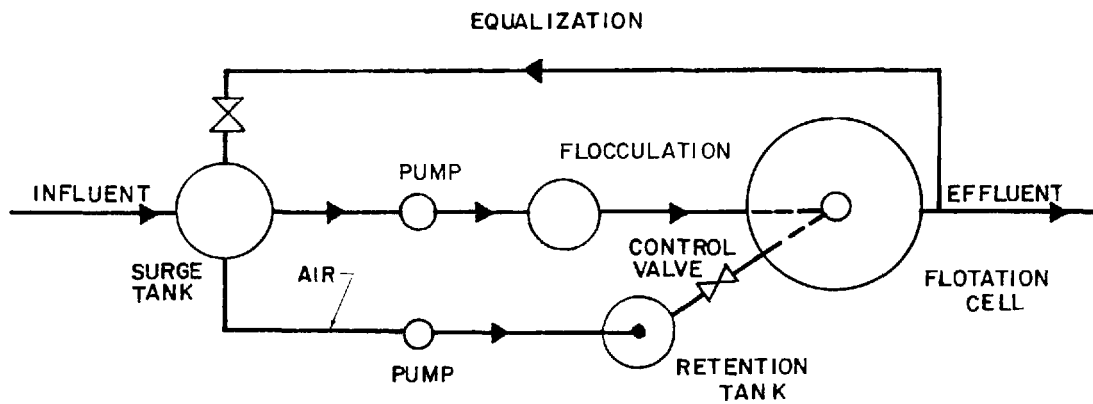 EQUALIZATION
FLOCCULATION
PUMP
INFLUENT
EFFLUENT
CONTROL
VALVE
SURGE
TANK
AIR
FLOTATION
CELL
PUMP
RETENTION
TANK